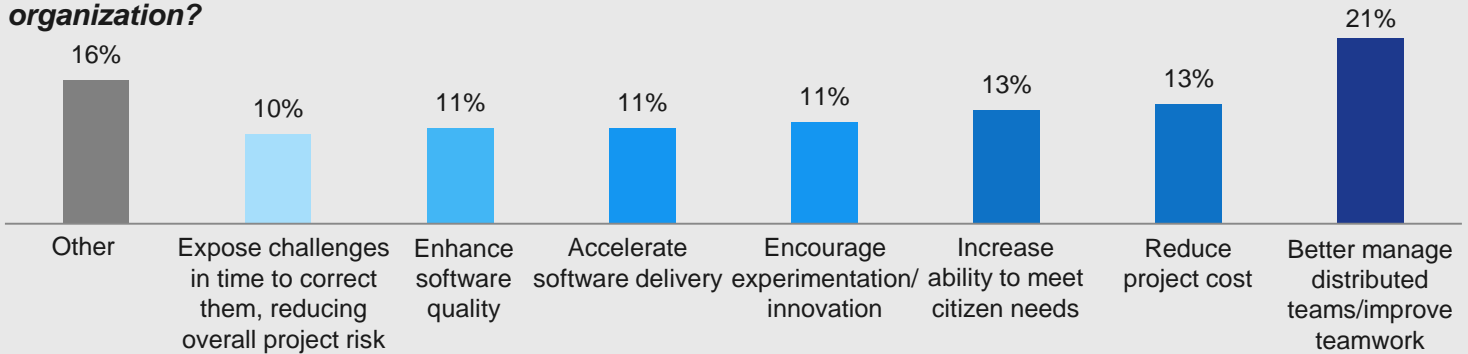 organization?
16%
10%
11%
11%
11%
13%
13%
21%
Other
Expose challenges
in time to correct
them, reducing
overall project risk
Enhance
software
quality
Accelerate
software delivery
Encourage
experimentation/
innovation
Increase
ability to meet
citizen needs
Reduce
project cost
Better manage
distributed
teams/improve
teamwork